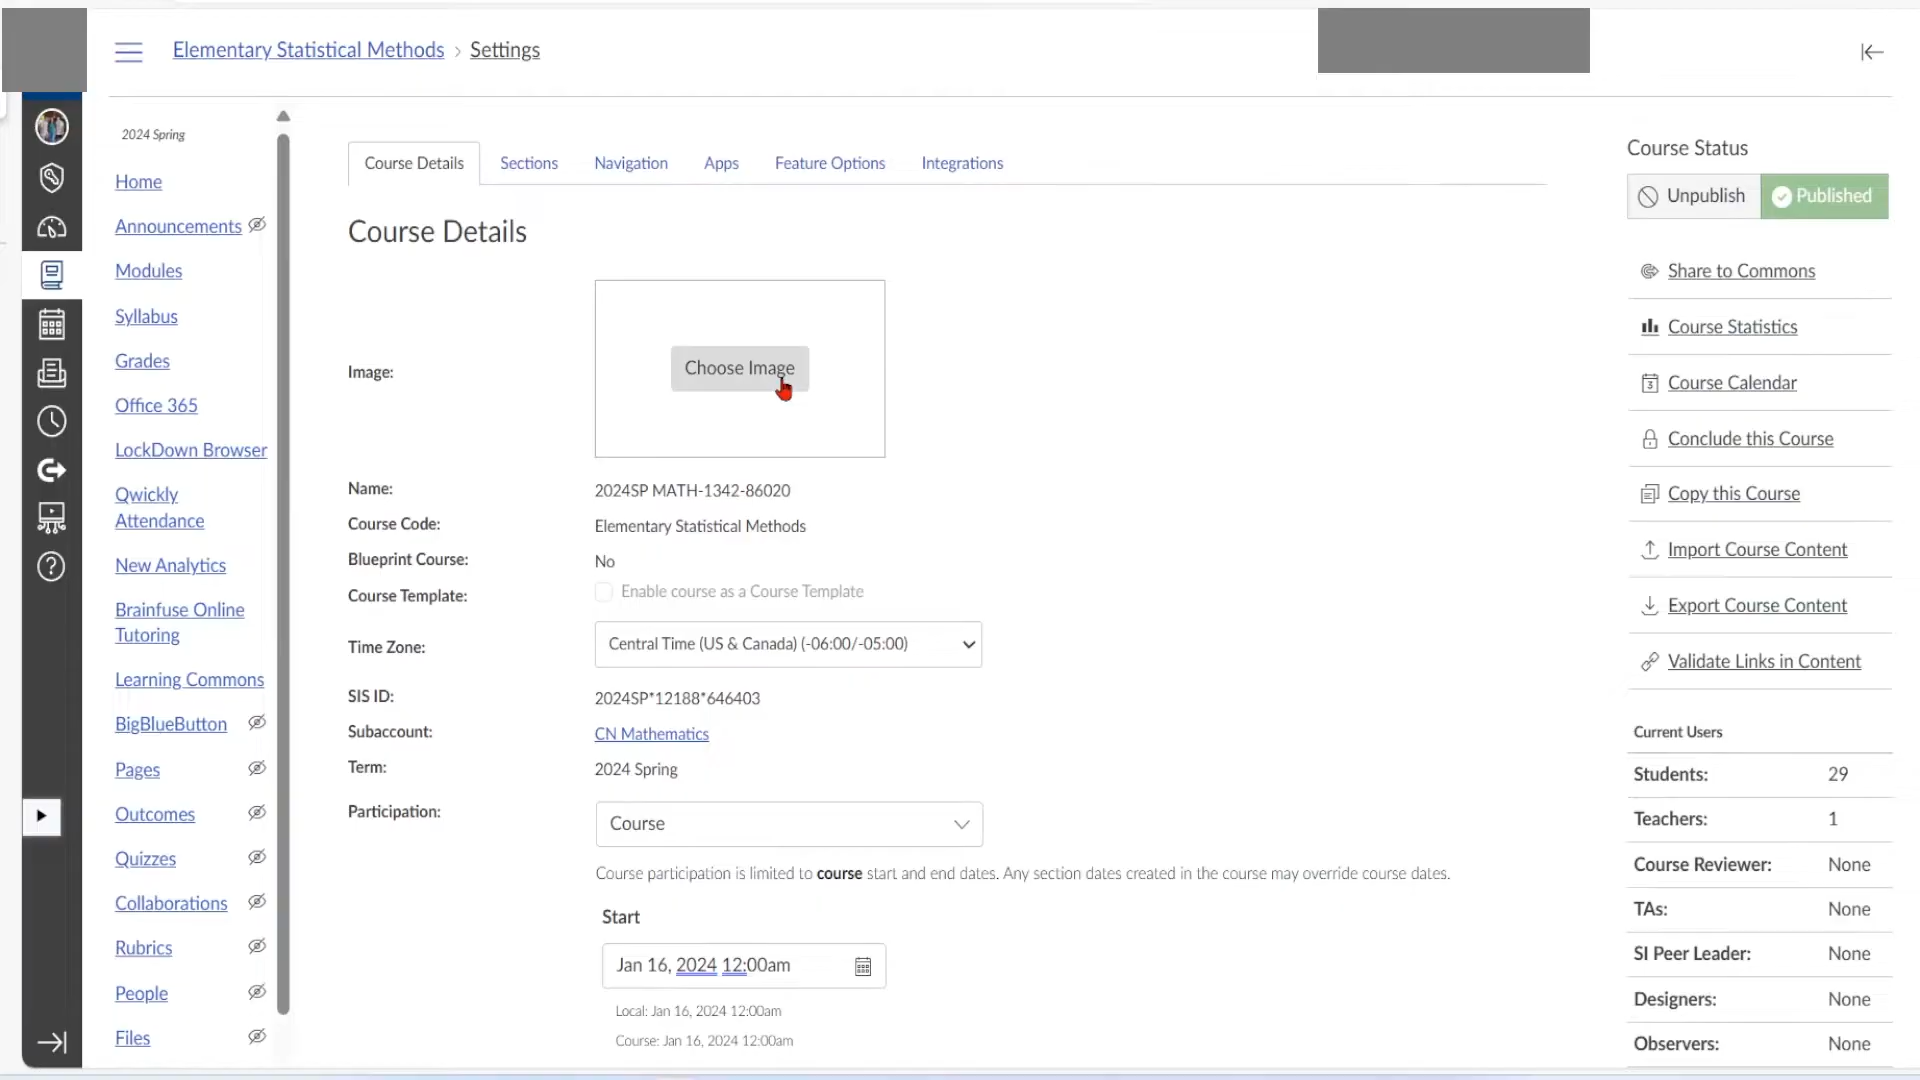 Elementary Statistical Methods › Settings
2024 Spring
Home
Announcements
Modules
Syllabus
Grades
Office 365
LockDown Browser
Qwickly
Attendance
New Analytics
Brainfuse Online
Tutoring
Learning Commons
BigBlueButton
Pages
Outcomes
Quizzes
Collaborations
Rubrics
People
Files
Course Details Sections Navigation Apps Feature Options Integrations
Course Details
Image:
Choose Image
Name: 2024SP MATH-1342-86020
Course Code: Elementary Statistical Methods
Blueprint Course: No
Course Template: Enable course as a Course Template
Time Zone: Central Time (US & Canada) (-06:00/-05:00)
SIS ID: 2024SP*12188*646403
Subaccount: CN Mathematics
Term: 2024 Spring
Participation: Course
Course participation is limited to course start and end dates. Any section dates created in the course may override course dates.
Start
Jan 16, 2024 12:00am
Local: Jan 16, 2024 12:00am
Course: Jan 16, 2024 12:00am
Course Status
Unpublish Published
Share to Commons
Course Statistics
3 Course Calendar
Conclude this Course
Copy this Course
Import Course Content
Export Course Content
Validate Links in Content
Current Users
Students: 29
Teachers: 1
Course Reviewer: None
TAs: None
SI Peer Leader: None
Designers: None
Observers: None